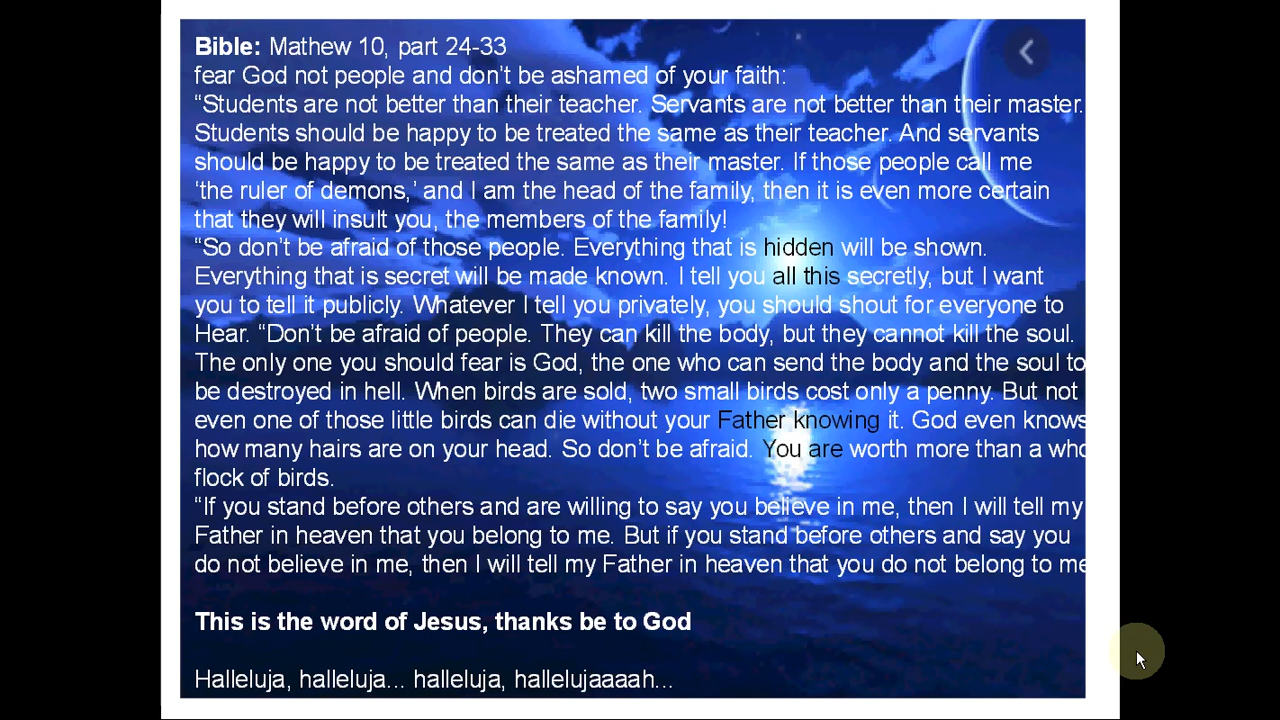 Bible: Mathew 10, part 24-33
fear God not people and don't be ashamed of your faith:
“Students are not better than their teacher. Servants are not better than their master.
Students should be happy to be treated the same as their teacher. And servants
should be happy to be treated the same as their master. If those people call me
‘the ruler of demons,’ and I am the head of the family, then it is even more certain
that they will insult you, the members of the family!
“So don’t be afraid of those people. Everything that is hidden will be shown.
Everything that is secret will be made known. I tell you all this secretly, but I want
you to tell it publicly. Whatever I tell you privately, you should shout for everyone to
Hear. “Don’t be afraid of people. They can kill the body, but they cannot kill the soul.
The only one you should fear is God, the one who can send the body and the soul to
be destroyed in hell. When birds are sold, two small birds cost only a penny. But not
even one of those little birds can die without your Father knowing it. God even knows
how many hairs are on your head. So don’t be afraid. You are worth more than a who
flock of birds.
“If you stand before others and are willing to say you believe in me, then I will tell my
Father in heaven that you belong to me. But if you stand before others and say you
do not believe in me, then I will tell my Father in heaven that you do not belong to me
This is the word of Jesus, thanks be to God
Halleluja, halleluja... halleluja, hallelujaaaah...